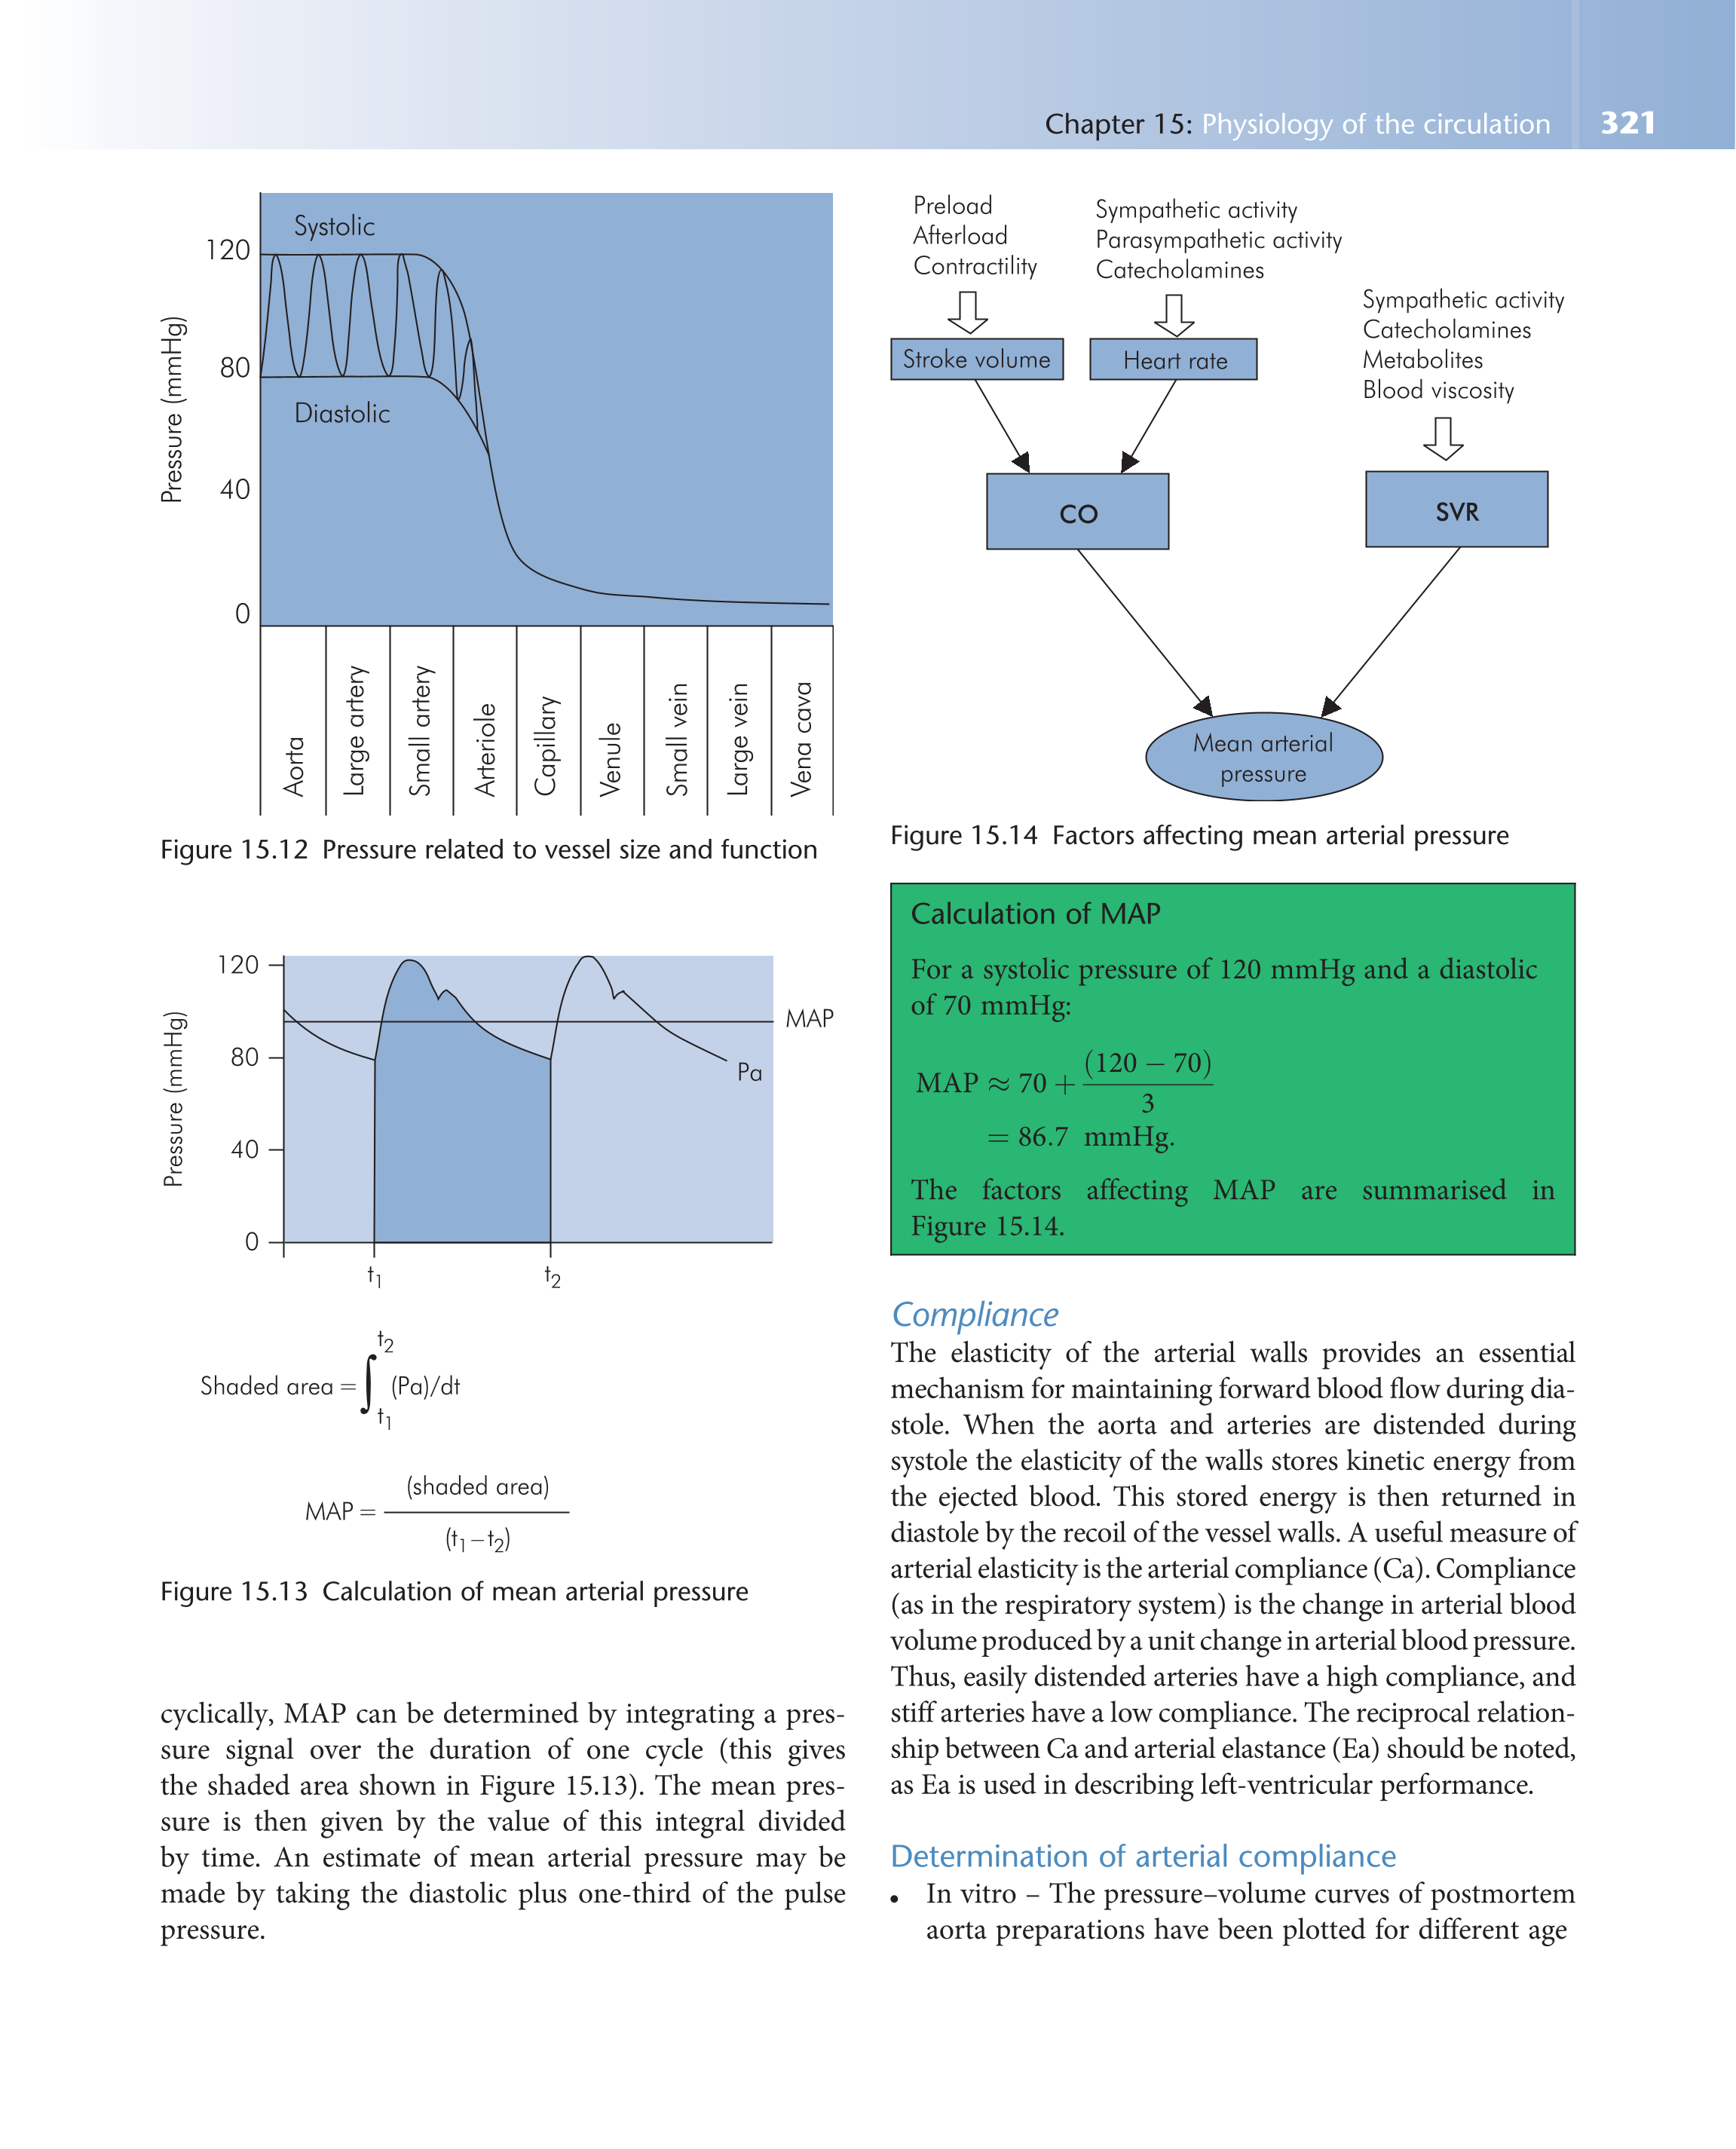 Chapter 15: Physiology of the circulation 321
Systolic
120
80
Diastolic
40
0
Pressure (mmHg)
Aorta
Large artery
Small artery
Arteriole
Capillary
Venule
Small vein
Large vein
Vena cava
Figure 15.12 Pressure related to vessel size and function
120
80
40
0
Pressure (mmHg)
MAP
Pa
t1
t2
Shaded area = ∫ t1 t2 (Pa)/dt
MAP = (shaded area) / (t1 – t2)
Figure 15.13 Calculation of mean arterial pressure
cyclically, MAP can be determined by integrating a pres-
sure signal over the duration of one cycle (this gives
the shaded area shown in Figure 15.13). The mean pres-
sure is then given by the value of this integral divided
by time. An estimate of mean arterial pressure may be
made by taking the diastolic plus one-third of the pulse
pressure.
Preload
Afterload
Contractility
Sympathetic activity
Parasympathetic activity
Catecholamines
Sympathetic activity
Catecholamines
Metabolites
Blood viscosity
Stroke volume
Heart rate
CO
SVR
Mean arterial
pressure
Figure 15.14 Factors affecting mean arterial pressure
Calculation of MAP
For a systolic pressure of 120 mmHg and a diastolic
of 70 mmHg:
MAP ≈ 70 + (120 − 70) / 3
= 86.7 mmHg.
The factors affecting MAP are summarised in
Figure 15.14.
Compliance
The elasticity of the arterial walls provides an essential
mechanism for maintaining forward blood flow during dia-
stole. When the aorta and arteries are distended during
systole the elasticity of the walls stores kinetic energy from
the ejected blood. This stored energy is then returned in
diastole by the recoil of the vessel walls. A useful measure of
arterial elasticity is the arterial compliance (Ca). Compliance
(as in the respiratory system) is the change in arterial blood
volume produced by a unit change in arterial blood pressure.
Thus, easily distended arteries have a high compliance, and
stiff arteries have a low compliance. The reciprocal relation-
ship between Ca and arterial elastance (Ea) should be noted,
as Ea is used in describing left-ventricular performance.
Determination of arterial compliance
• In vitro – The pressure–volume curves of postmortem
aorta preparations have been plotted for different age